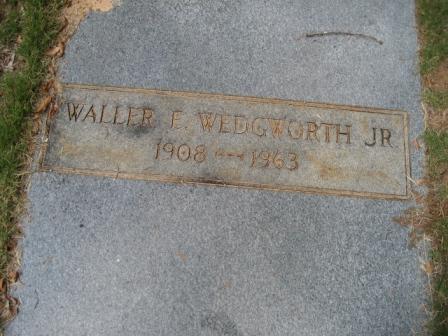 WALLER E. WEDGWORTH JR
1908 --- 1963